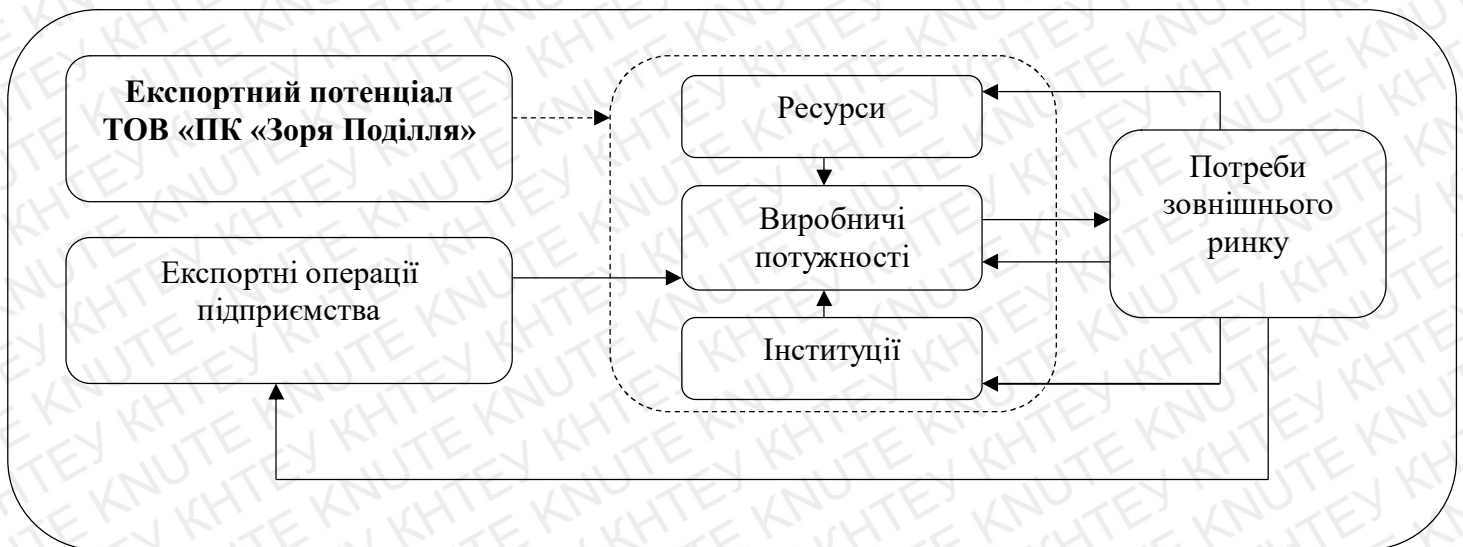 Експортний потенціал
ТОВ «ПК «Зоря Поділля»
Ресурси
Потреби
зовнішнього
ринку
Виробничі
потужності
Експортні операції
підприємства
Інституції